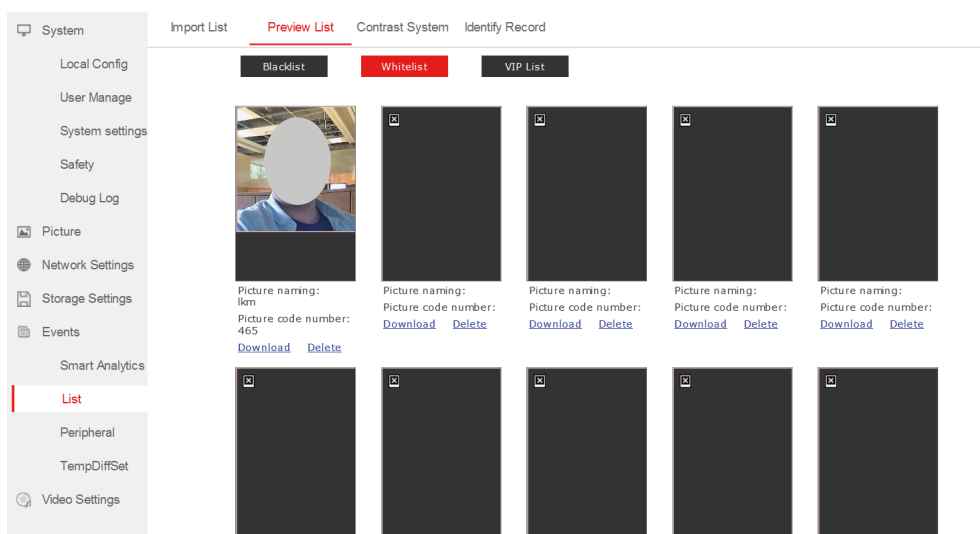 System
Local Config
User Manage
System settings
Safety
Debug Log
Picture
Network Settings
Storage Settings
Events
Smart Analytics
List
Peripheral
TempDiffSet
Video Settings
Import List Preview List Contrast System Identify Record
Blacklist Whitelist VIP List
Picture naming:
lkm
Picture code number:
465
Download Delete
Picture naming:
Picture code number:
Download Delete
Picture naming:
Picture code number:
Download Delete
Picture naming:
Picture code number:
Download Delete
Picture naming:
Picture code number:
Download Delete